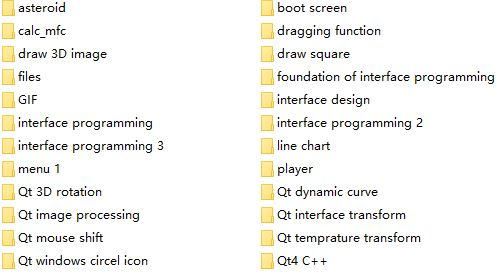 asteroid
boot screen
calc_mfc
dragging function
draw 3D image
draw square
files
foundation of interface programming
GIF
interface design
interface programming
interface programming 2
interface programming 3
line chart
menu 1
player
Qt 3D rotation
Qt dynamic curve
Qt image processing
Qt interface transform
Qt mouse shift
Qt temprature transform
Qt windows circel icon
Qt4 C++